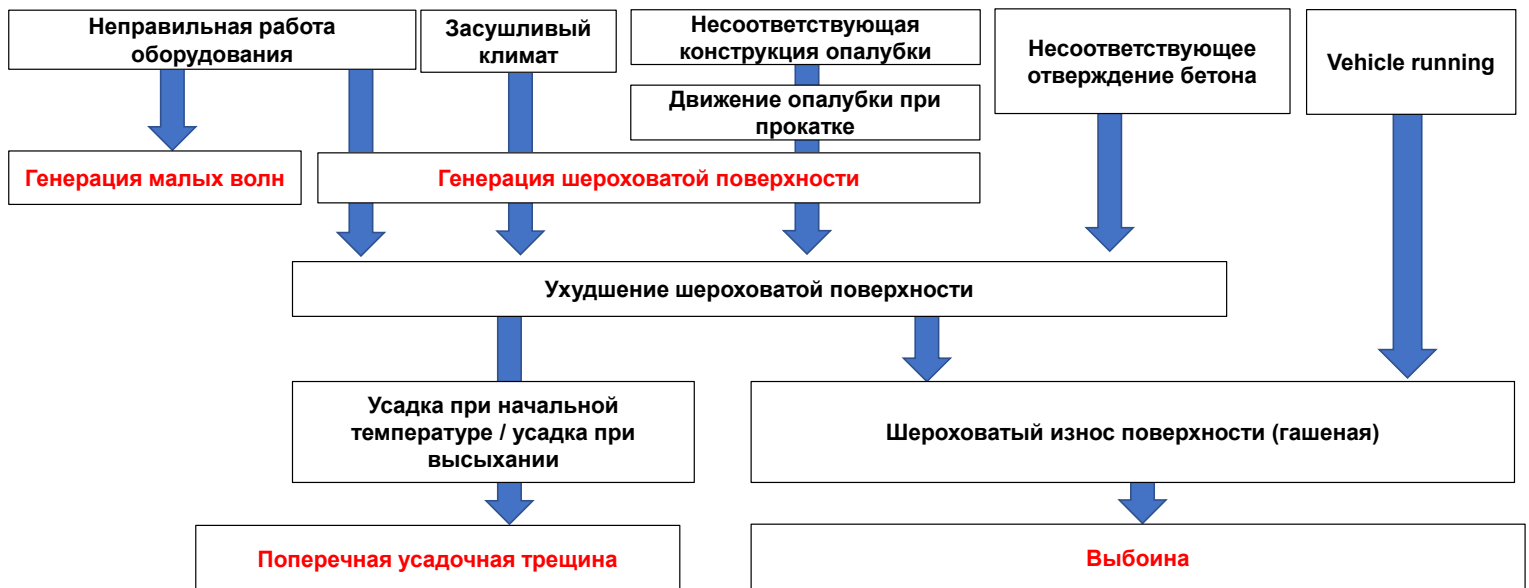 Неправильная работа
оборудования
Засушливый
климат
Несоответствующая
конструкция опалубки
Несоответствующее
отверждение бетона
Vehicle running
Движение опалубки при
прокатке
Генерация малых волн
Генерация шероховатой поверхности
Ухудшение шероховатой поверхности
Усадка при начальной
температуре / усадка при
высыхании
Шероховатый износ поверхности (гашеная)
Поперечная усадочная трещина
Выбоина